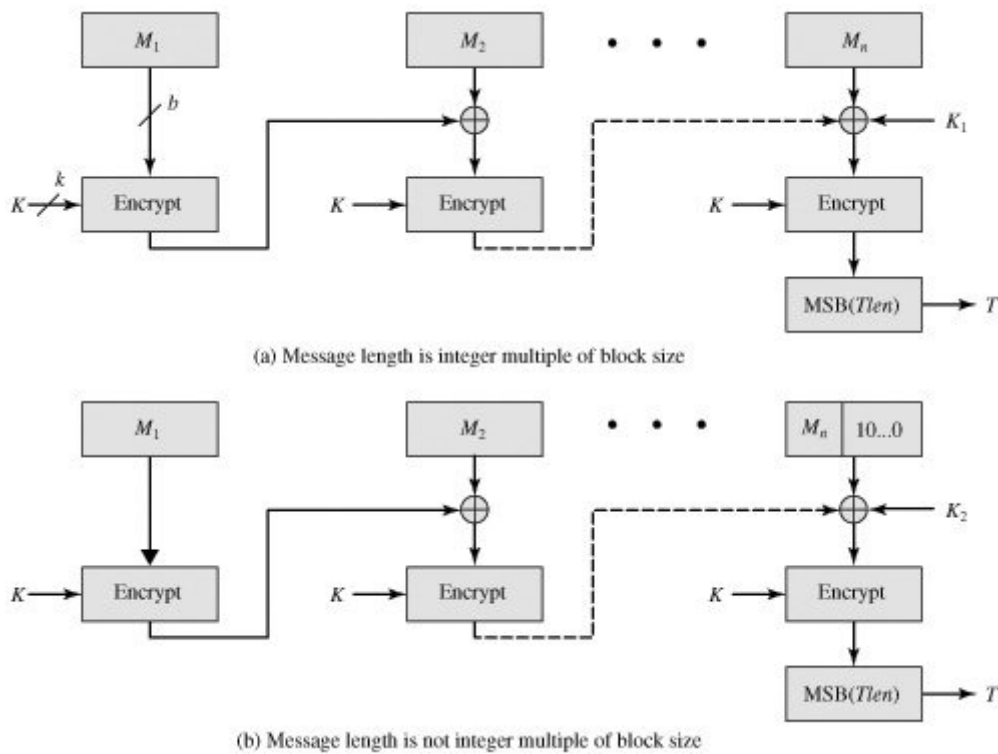 M₁
M₂
Mₙ
b
K₁
k
K
Encrypt
K
Encrypt
K
Encrypt
MSB(Tlen)
T
(a) Message length is integer multiple of block size
M₁
M₂
Mₙ 10...0
K₂
K
Encrypt
K
Encrypt
K
Encrypt
MSB(Tlen)
T
(b) Message length is not integer multiple of block size